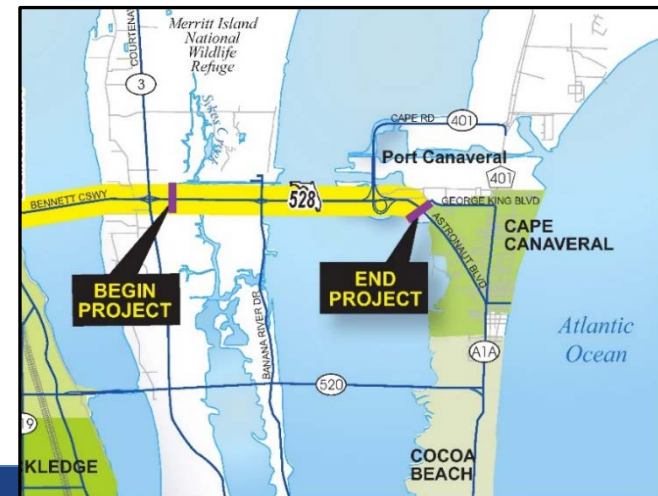 COURTENAY
3
Merritt Island
National
Wildlife
Refuge
Sykes Creek
CAPE RD
401
Port Canaveral
401
BENNETT CSWY
528
GEORGE KING BLVD
CAPE
CANAVERAL
ASTRONAUT BLVD
BEGIN
PROJECT
END
PROJECT
BANANA RIVER DR
Atlantic
Ocean
A1A
520
19
KLEDGE
COCOA
BEACH